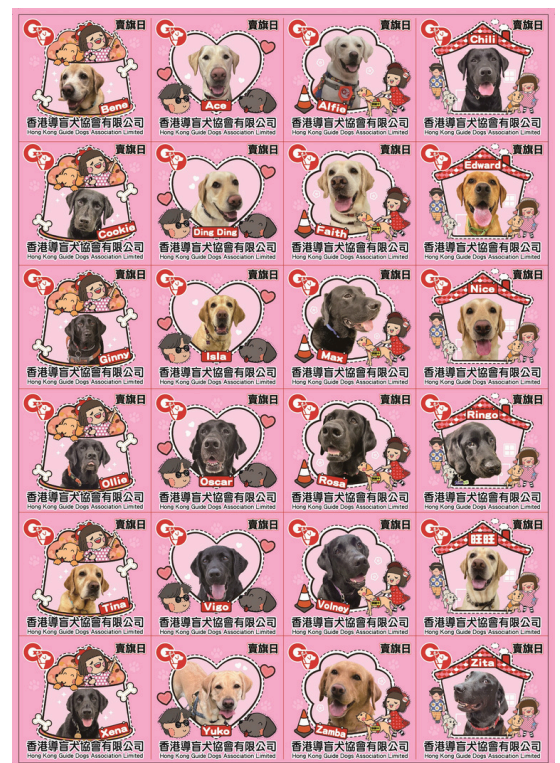 賣旗日
Bene
香港導盲犬協會有限公司
Hong Kong Guide Dogs Association Limited
賣旗日
Ace
香港導盲犬協會有限公司
Hong Kong Guide Dogs Association Limited
賣旗日
Alfie
香港導盲犬協會有限公司
Hong Kong Guide Dogs Association Limited
賣旗日
Chili
香港導盲犬協會有限公司
Hong Kong Guide Dogs Association Limited
賣旗日
Cookie
香港導盲犬協會有限公司
Hong Kong Guide Dogs Association Limited
賣旗日
Ding Ding
香港導盲犬協會有限公司
Hong Kong Guide Dogs Association Limited
賣旗日
Faith
香港導盲犬協會有限公司
Hong Kong Guide Dogs Association Limited
賣旗日
Edward
香港導盲犬協會有限公司
Hong Kong Guide Dogs Association Limited
賣旗日
Ginny
香港導盲犬協會有限公司
Hong Kong Guide Dogs Association Limited
賣旗日
Isla
香港導盲犬協會有限公司
Hong Kong Guide Dogs Association Limited
賣旗日
Max
香港導盲犬協會有限公司
Hong Kong Guide Dogs Association Limited
賣旗日
Nice
香港導盲犬協會有限公司
Hong Kong Guide Dogs Association Limited
賣旗日
Ollie
香港導盲犬協會有限公司
Hong Kong Guide Dogs Association Limited
賣旗日
Oscar
香港導盲犬協會有限公司
Hong Kong Guide Dogs Association Limited
賣旗日
Rosa
香港導盲犬協會有限公司
Hong Kong Guide Dogs Association Limited
賣旗日
Ringo
香港導盲犬協會有限公司
Hong Kong Guide Dogs Association Limited
賣旗日
Tina
香港導盲犬協會有限公司
Hong Kong Guide Dogs Association Limited
賣旗日
Vigo
香港導盲犬協會有限公司
Hong Kong Guide Dogs Association Limited
賣旗日
Volney
香港導盲犬協會有限公司
Hong Kong Guide Dogs Association Limited
賣旗日
旺旺
香港導盲犬協會有限公司
Hong Kong Guide Dogs Association Limited
賣旗日
Xena
香港導盲犬協會有限公司
Hong Kong Guide Dogs Association Limited
賣旗日
Yuko
香港導盲犬協會有限公司
Hong Kong Guide Dogs Association Limited
賣旗日
Zamba
香港導盲犬協會有限公司
Hong Kong Guide Dogs Association Limited
賣旗日
Zita
香港導盲犬協會有限公司
Hong Kong Guide Dogs Association Limited